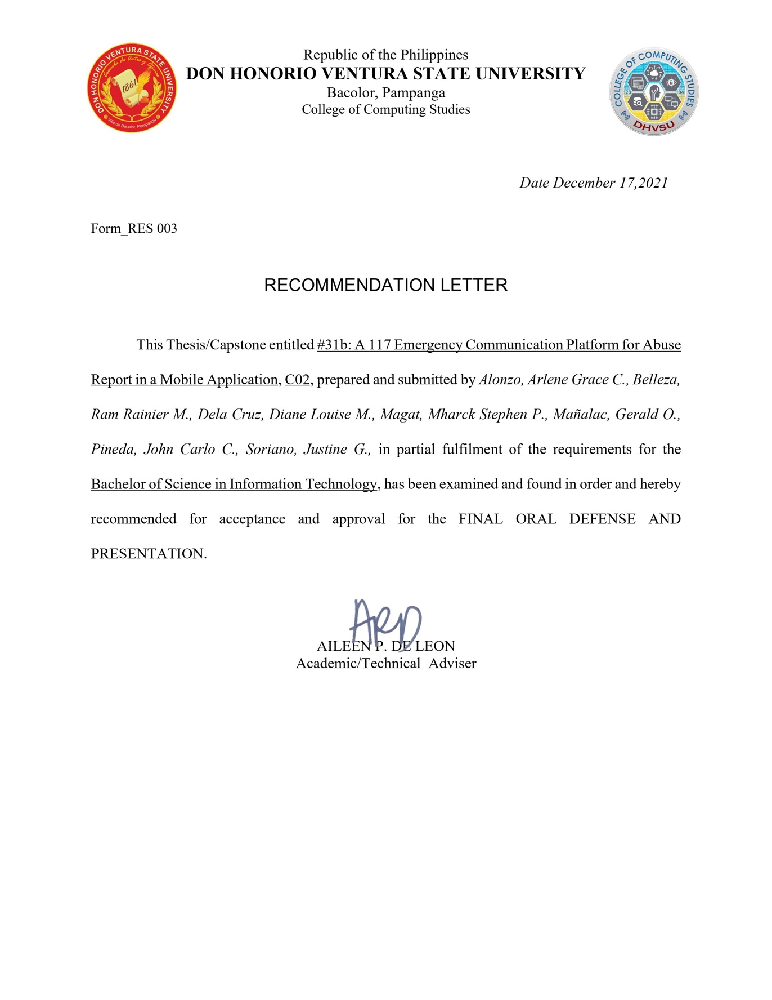 DON HONORIO VENTURA STATE UNIVERSITY
Escuela de Artes y Oficios
1861
Villa de Bacolor, Pampanga
Republic of the Philippines
DON HONORIO VENTURA STATE UNIVERSITY
Bacolor, Pampanga
College of Computing Studies
COLLEGE OF COMPUTING STUDIES
2004
DHVSU
Date December 17,2021
Form_RES 003
RECOMMENDATION LETTER
This Thesis/Capstone entitled #31b: A 117 Emergency Communication Platform for Abuse
Report in a Mobile Application, C02, prepared and submitted by Alonzo, Arlene Grace C., Belleza,
Ram Rainier M., Dela Cruz, Diane Louise M., Magat, Mharck Stephen P., Mañalac, Gerald O.,
Pineda, John Carlo C., Soriano, Justine G., in partial fulfilment of the requirements for the
Bachelor of Science in Information Technology, has been examined and found in order and hereby
recommended for acceptance and approval for the FINAL ORAL DEFENSE AND
PRESENTATION.
AILEEN P. DE LEON
Academic/Technical Adviser